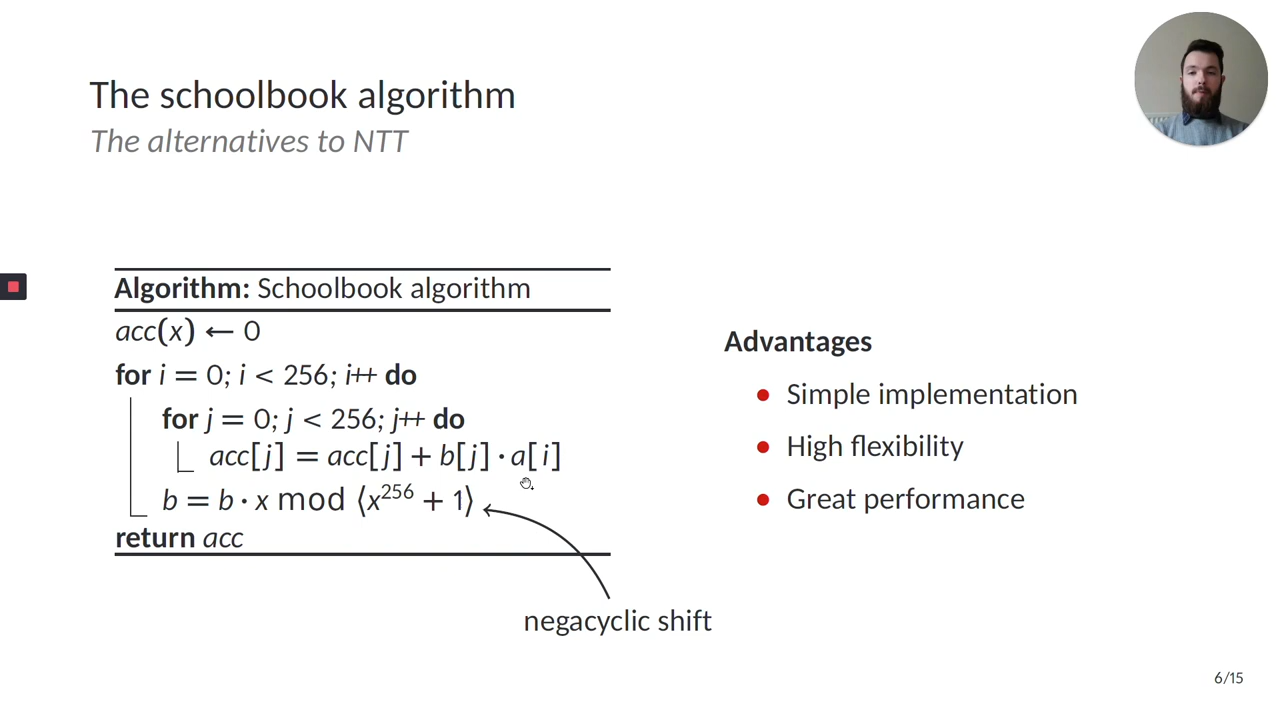 The schoolbook algorithm
The alternatives to NTT
Algorithm: Schoolbook algorithm
acc(x) ← 0
for i = 0; i < 256; i++ do
for j = 0; j < 256; j++ do
acc[j] = acc[j] + b[j] · a[i]
b = b · x mod ⟨x²⁵⁶ + 1⟩
return acc
negacyclic shift
Advantages
Simple implementation
High flexibility
Great performance
6/15